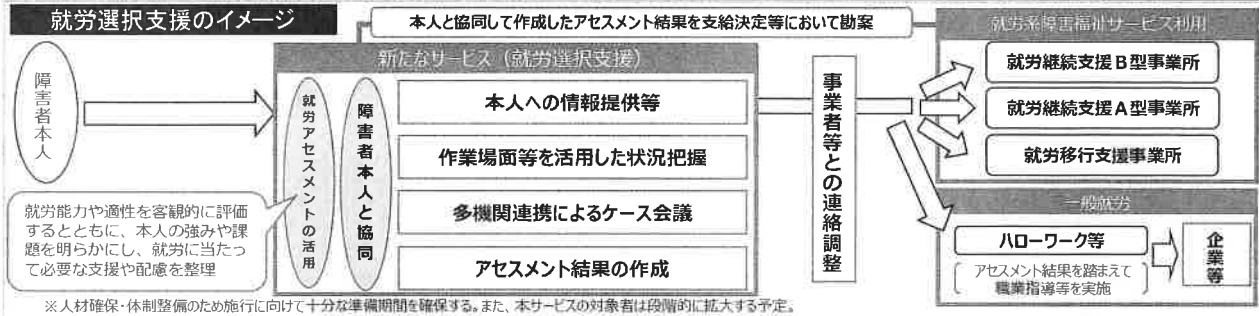 就労選択支援のイメージ
本人と協同して作成したアセスメント結果を支給決定等において勘案
障害者本人
新たなサービス（就労選択支援）
就労アセスメントの活用
障害者本人と協同
本人への情報提供等
作業場面等を活用した状況把握
多機関連携によるケース会議
アセスメント結果の作成
就労能力や適性を客観的に評価
するとともに、本人の強みや課
題を明らかにし、就労に当たっ
て必要な支援や配慮を整理
事業者等との連絡調整
就労系障害福祉サービス利用
就労継続支援Ｂ型事業所
就労継続支援Ａ型事業所
就労移行支援事業所
一般就労
ハローワーク等
アセスメント結果を踏まえて
職業指導等を実施
企業等
※人材確保・体制整備のため施行に向けて十分な準備期間を確保する。また、本サービスの対象者は段階的に拡大する予定。